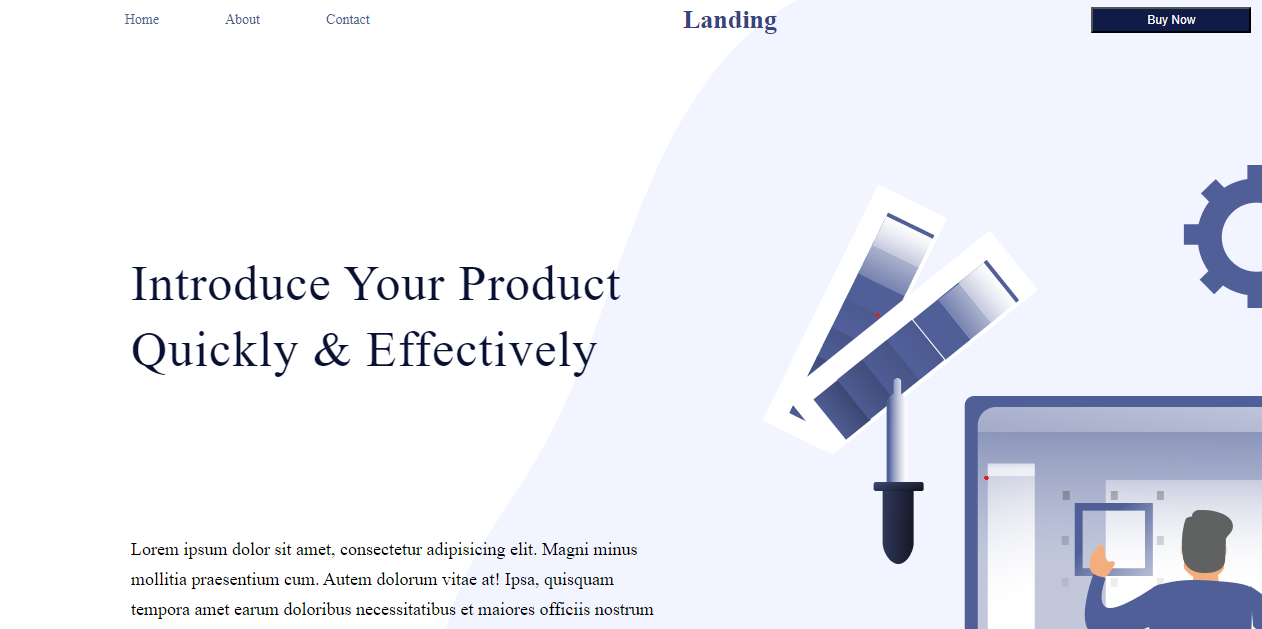 Home About Contact Landing Buy Now
Introduce Your Product
Quickly & Effectively
Lorem ipsum dolor sit amet, consectetur adipisicing elit. Magni minus
mollitia praesentium cum. Autem dolorum vitae at! Ipsa, quisquam
tempora amet earum doloribus necessitatibus et maiores officiis nostrum